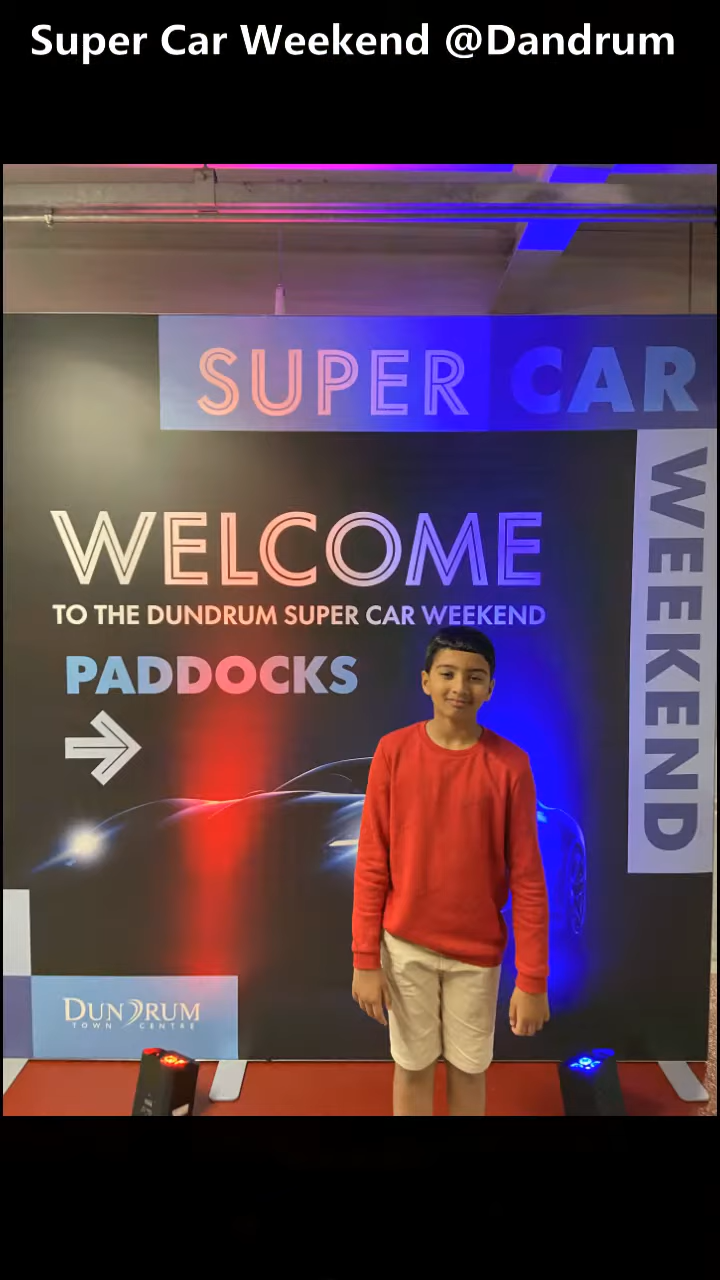 Super Car Weekend @Dandrum
SUPER CAR
WEEKEND
WELCOME
TO THE DUNDRUM SUPER CAR WEEKEND
PADDOCKS
DUNDRUM
TOWN CENTRE